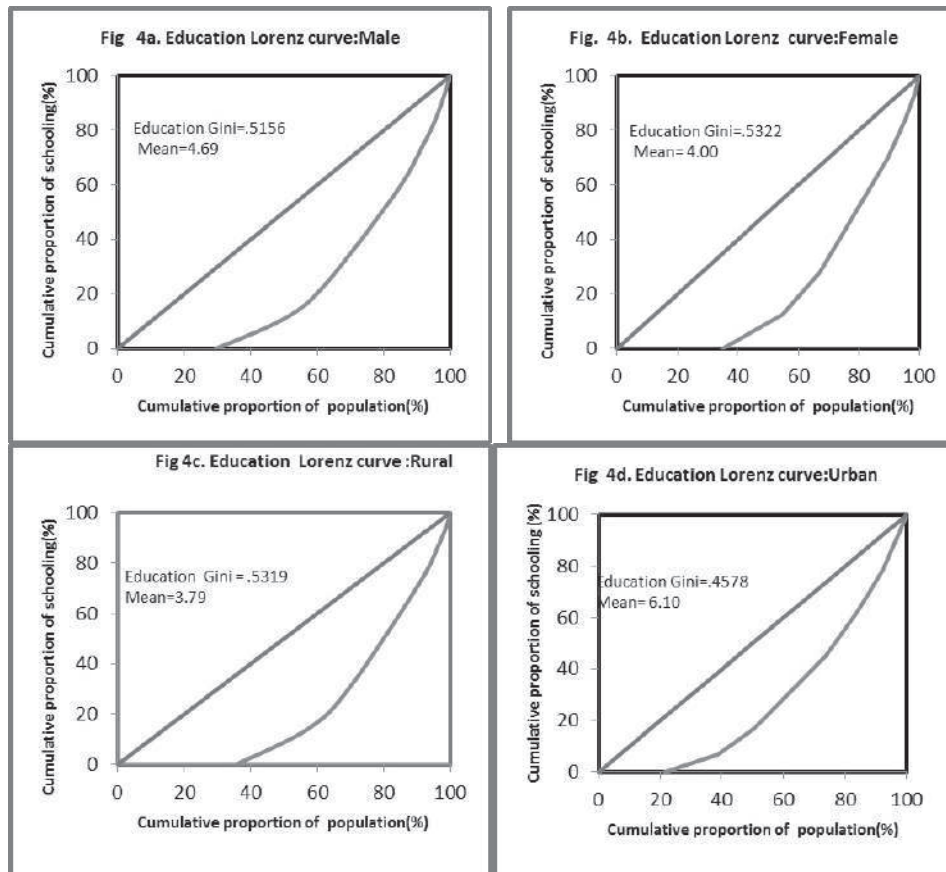 Fig 4a. Education Lorenz curve:Male
Cumulative proportion of schooling(%)
100
80
60
40
20
0
Education Gini=.5156
Mean=4.69
0 20 40 60 80 100
Cumulative proportion of population(%)
Fig. 4b. Education Lorenz curve:Female
Cumulative proportion of schooling(%)
100
80
60
40
20
0
Education Gini=.5322
Mean= 4.00
0 20 40 60 80 100
Cumulative proportion of population(%)
Fig 4c. Education Lorenz curve :Rural
Cumulative proportion of schooling(%)
100
80
60
40
20
0
Education Gini = .5319
Mean=3.79
0 20 40 60 80 100
Cumulative proportion of population(%)
Fig 4d. Education Lorenz curve:Urban
Cumulative proportion of schooling (%)
100
80
60
40
20
0
Education Gini=.4578
Mean= 6.10
0 20 40 60 80 100
Cumulative proportion of population(%)